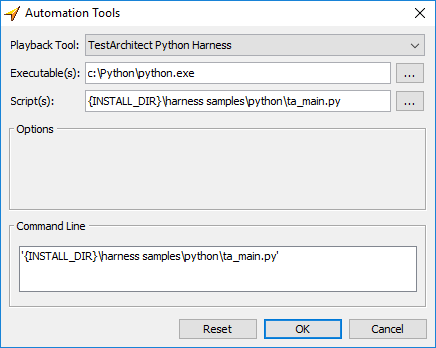 Automation Tools
Playback Tool: TestArchitect Python Harness
Executable(s): c:\Python\python.exe ...
Script(s): {INSTALL_DIR}\harness samples\python\ta_main.py ...
Options
Command Line
'{INSTALL_DIR}\harness samples\python\ta_main.py'
Reset OK Cancel